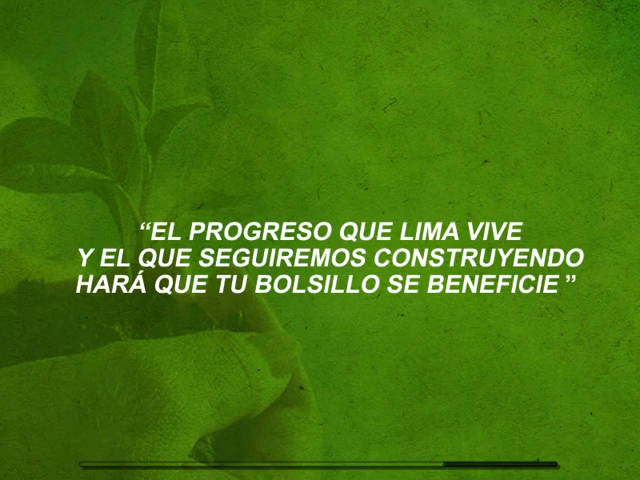 “EL PROGRESO QUE LIMA VIVE
Y EL QUE SEGUIREMOS CONSTRUYENDO
HARÁ QUE TU BOLSILLO SE BENEFICIE ”